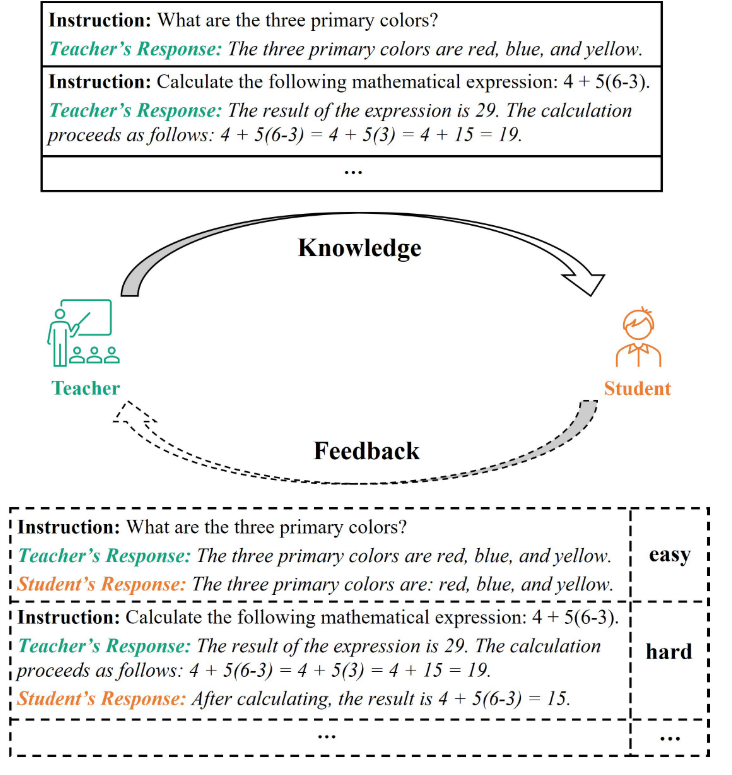 Instruction: What are the three primary colors?
Teacher's Response: The three primary colors are red, blue, and yellow.
Instruction: Calculate the following mathematical expression: 4 + 5(6-3).
Teacher's Response: The result of the expression is 29. The calculation
proceeds as follows: 4 + 5(6-3) = 4 + 5(3) = 4 + 15 = 19.
...
Knowledge
Teacher
Student
Feedback
Instruction: What are the three primary colors?
Teacher's Response: The three primary colors are red, blue, and yellow.
Student's Response: The three primary colors are: red, blue, and yellow.
easy
Instruction: Calculate the following mathematical expression: 4 + 5(6-3).
Teacher's Response: The result of the expression is 29. The calculation
proceeds as follows: 4 + 5(6-3) = 4 + 5(3) = 4 + 15 = 19.
Student's Response: After calculating, the result is 4 + 5(6-3) = 15.
hard
...
...